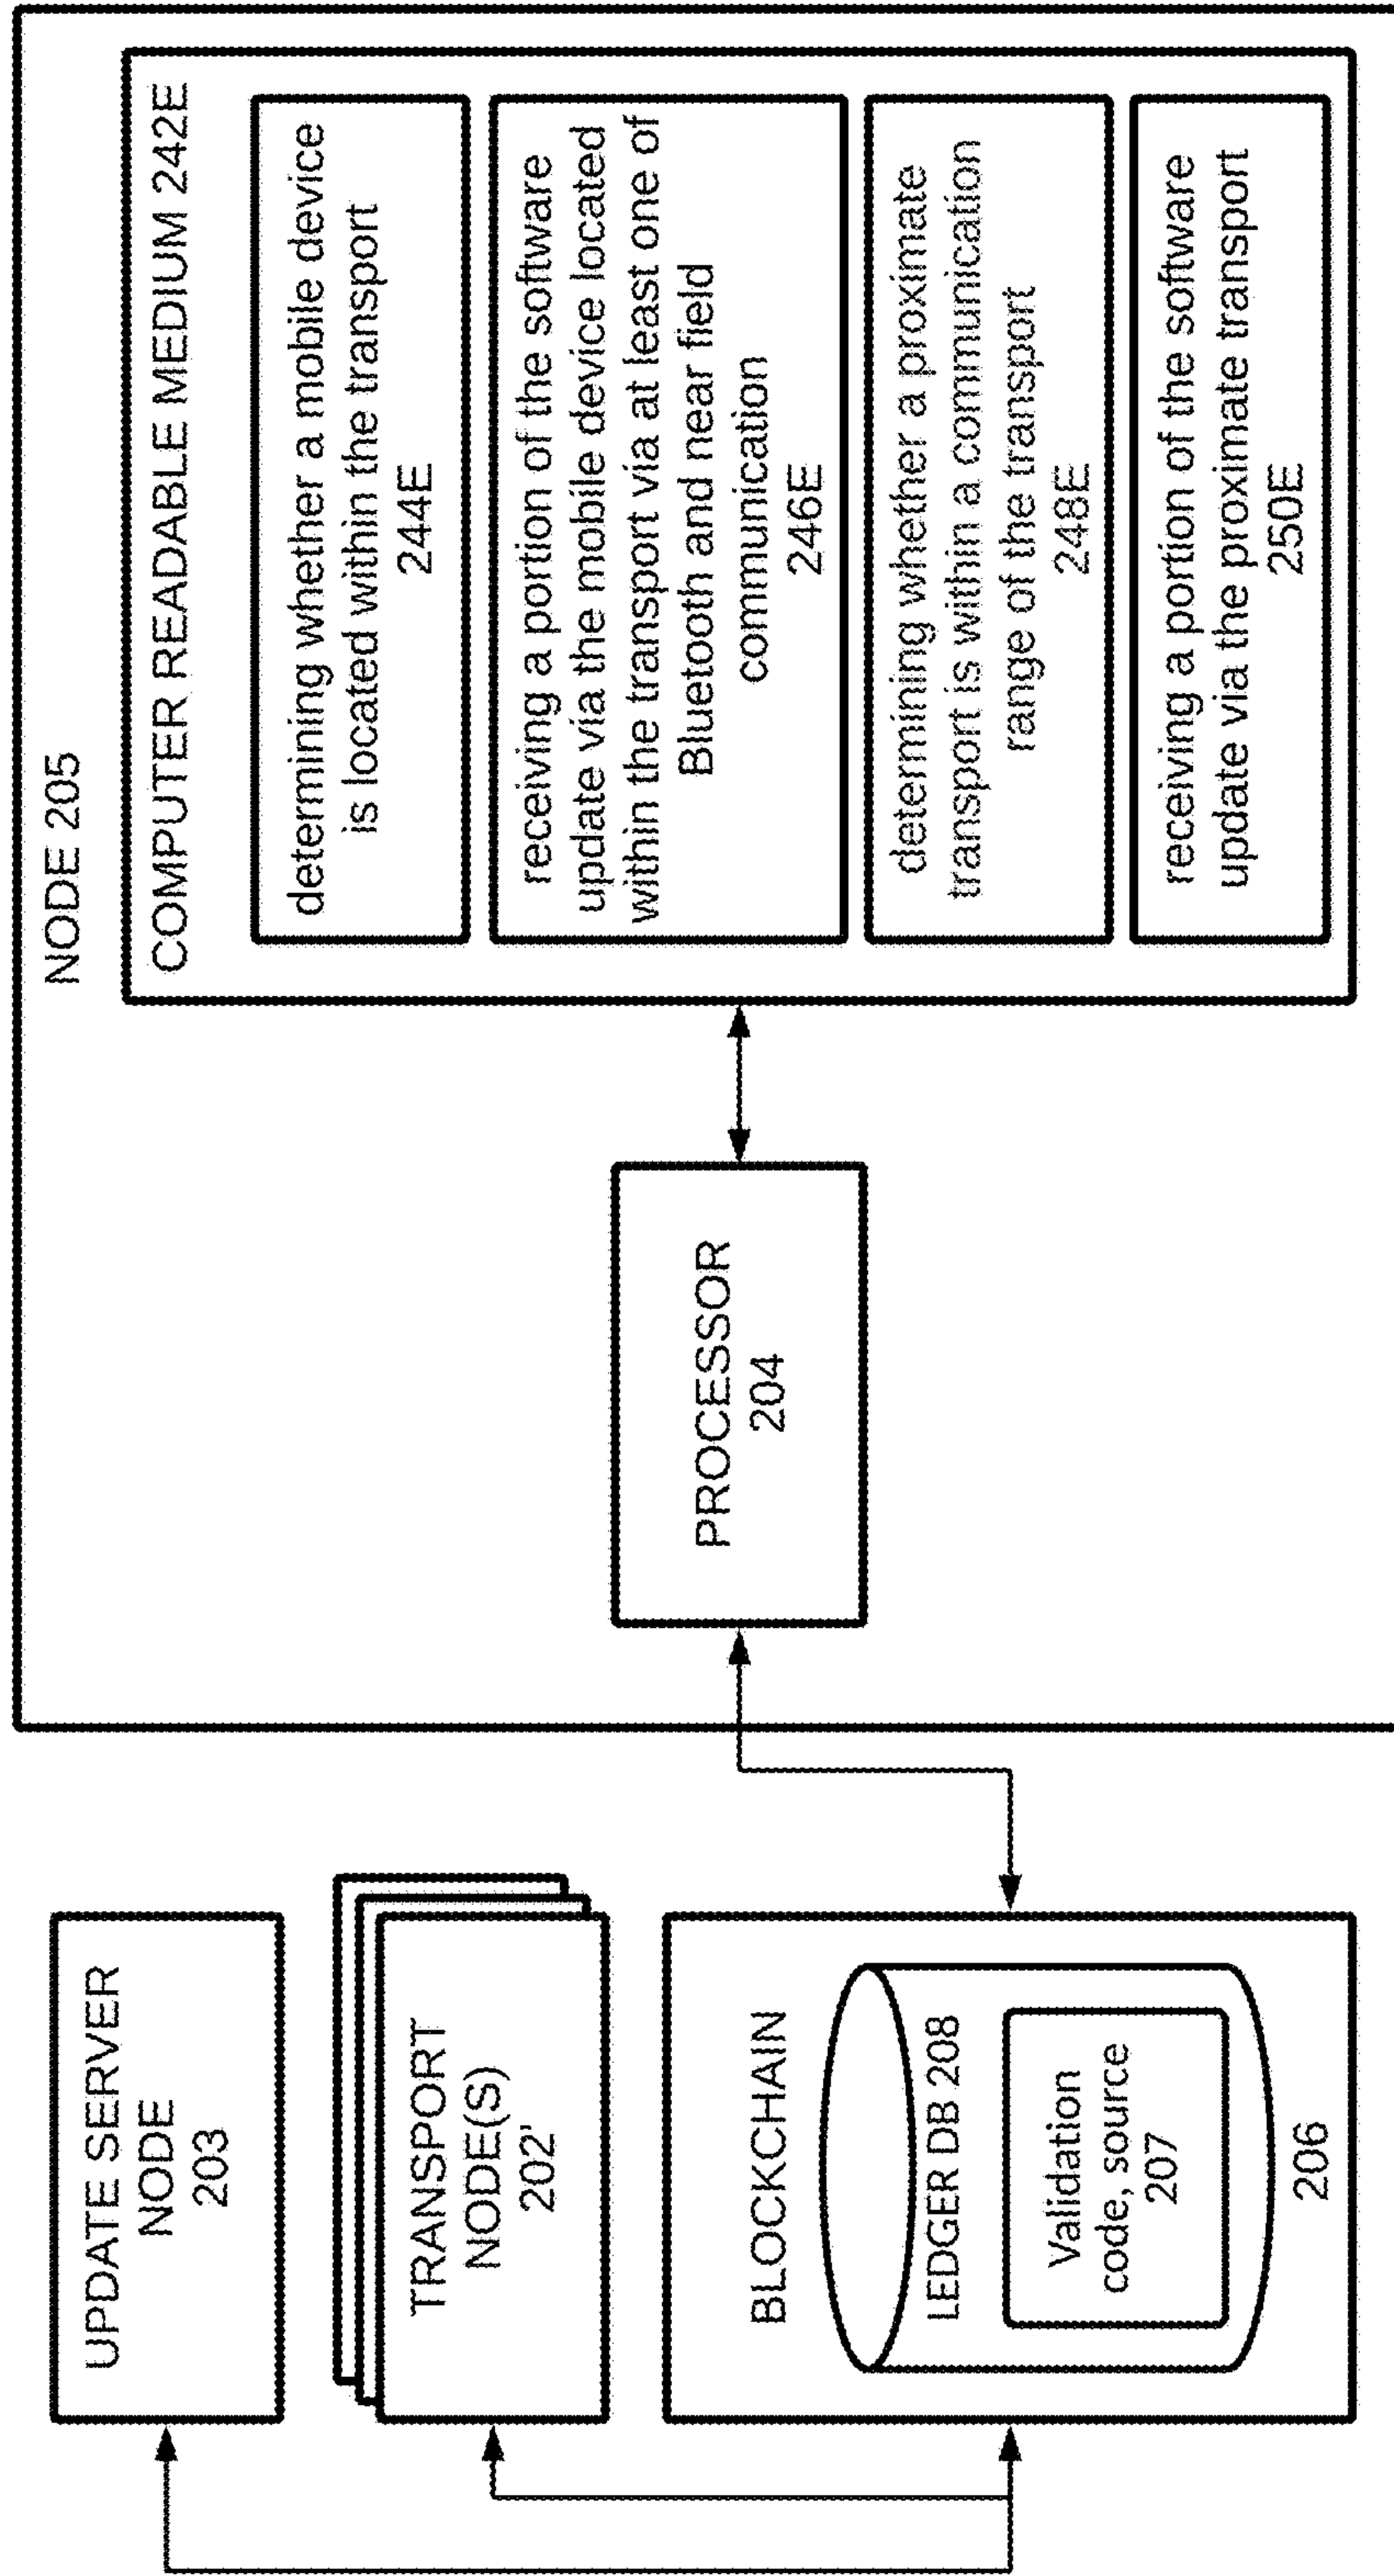 UPDATE SERVER
NODE
203
TRANSPORT
NODE(S)
202'
BLOCKCHAIN
LEDGER DB 208
Validation
code, source
207
206
NODE 205
PROCESSOR
204
COMPUTER READABLE MEDIUM 242E
determining whether a mobile device
is located within the transport
244E
receiving a portion of the software
update via the mobile device located
within the transport via at least one of
Bluetooth and near field
communication
246E
determining whether a proximate
transport is within a communication
range of the transport
248E
receiving a portion of the software
update via the proximate transport
250E